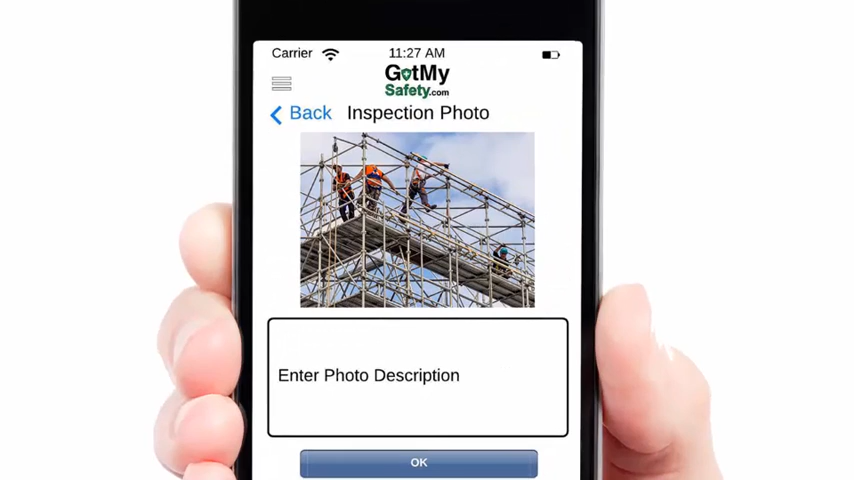 Carrier 11:27 AM
GotMy
Safety.com
Back Inspection Photo
Enter Photo Description
OK